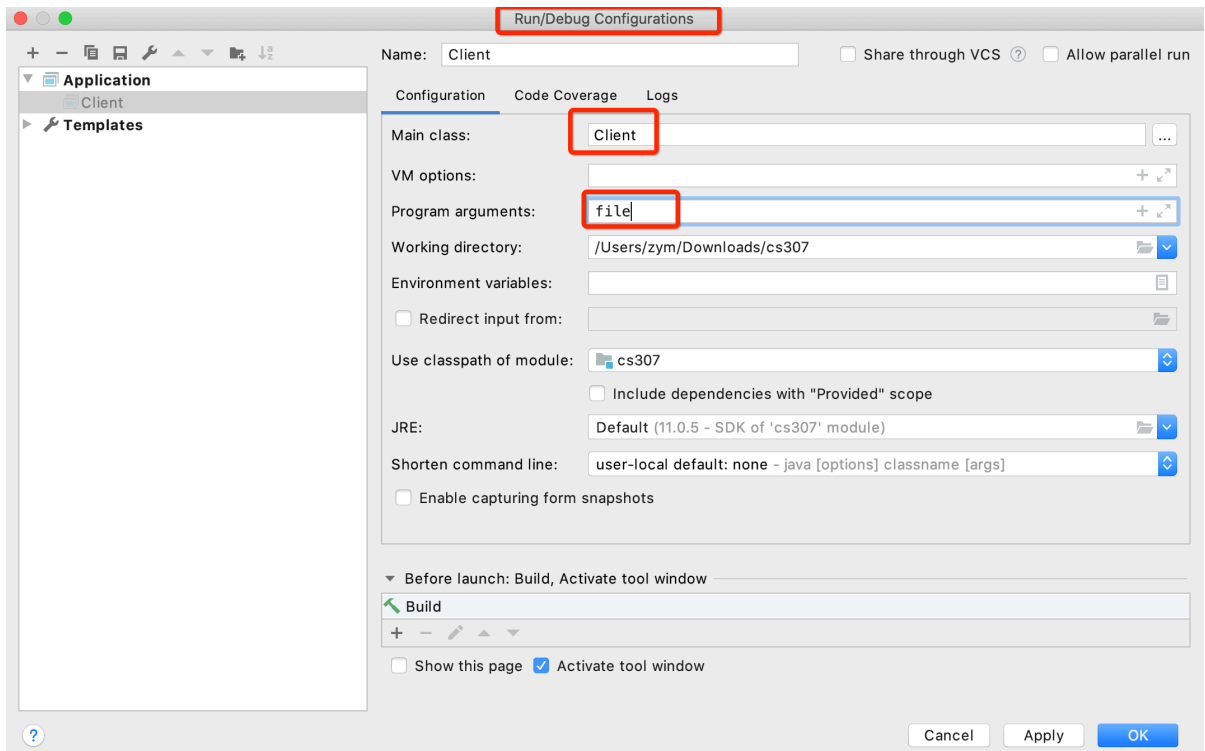 Run/Debug Configurations
Name: Client Share through VCS ? Allow parallel run
Application
Client
Templates
Configuration Code Coverage Logs
Main class: Client ...
VM options:
Program arguments: file
Working directory: /Users/zym/Downloads/cs307
Environment variables:
Redirect input from:
Use classpath of module: cs307
Include dependencies with "Provided" scope
JRE: Default (11.0.5 - SDK of 'cs307' module)
Shorten command line: user-local default: none - java [options] classname [args]
Enable capturing form snapshots
Before launch: Build, Activate tool window
Build
Show this page Activate tool window
? Cancel Apply OK